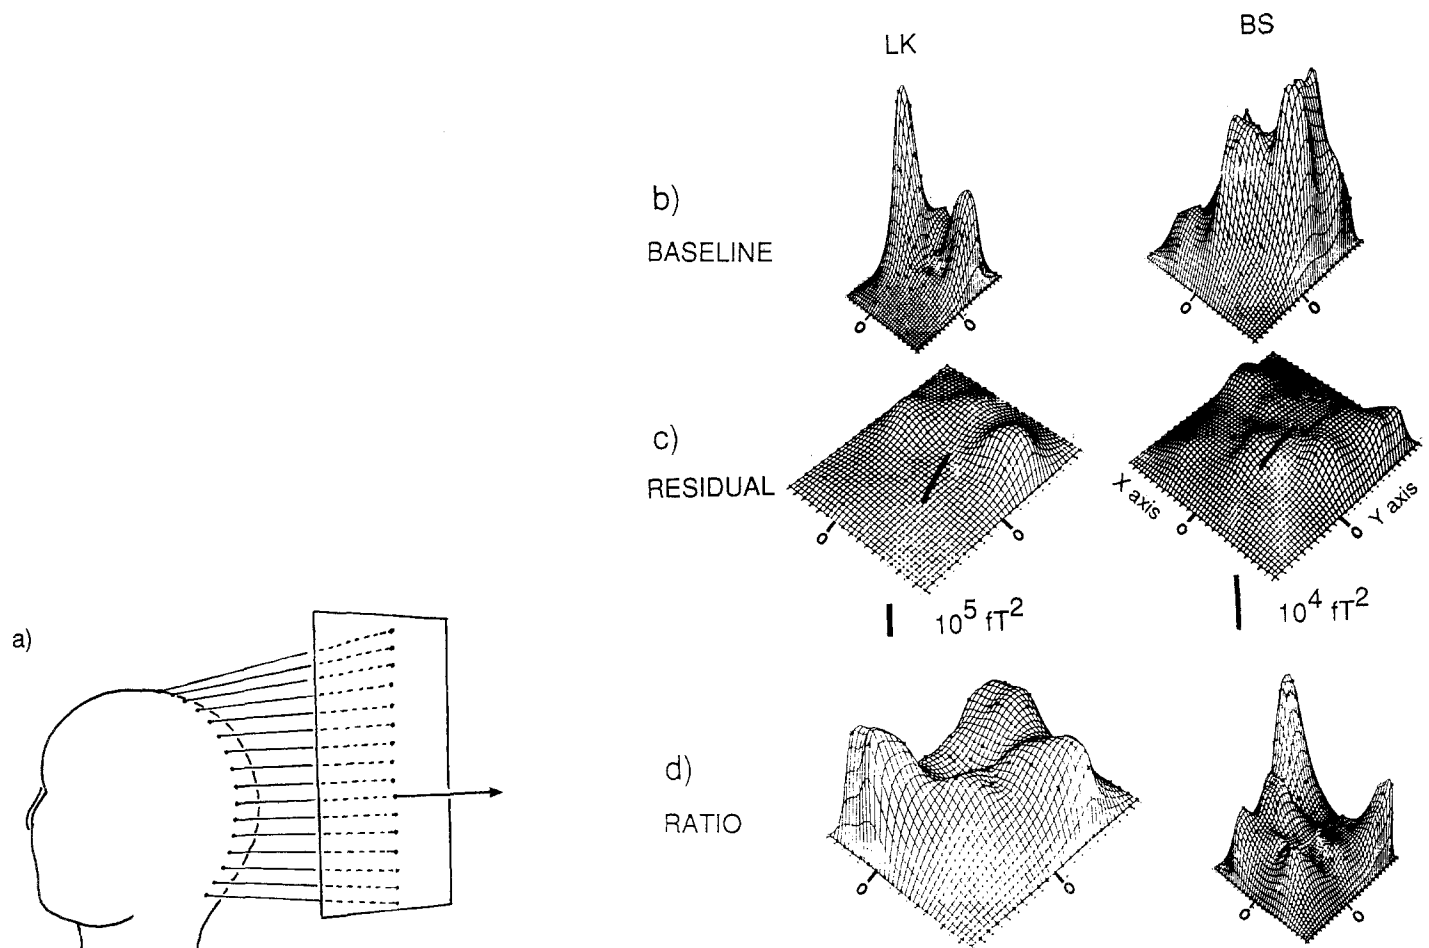 a)
LK
BS
b)
BASELINE
O
O
O
O
c)
RESIDUAL
O
O
X axis
O
O
Y axis
10⁵ fT²
10⁴ fT²
d)
RATIO
O
O
O
O